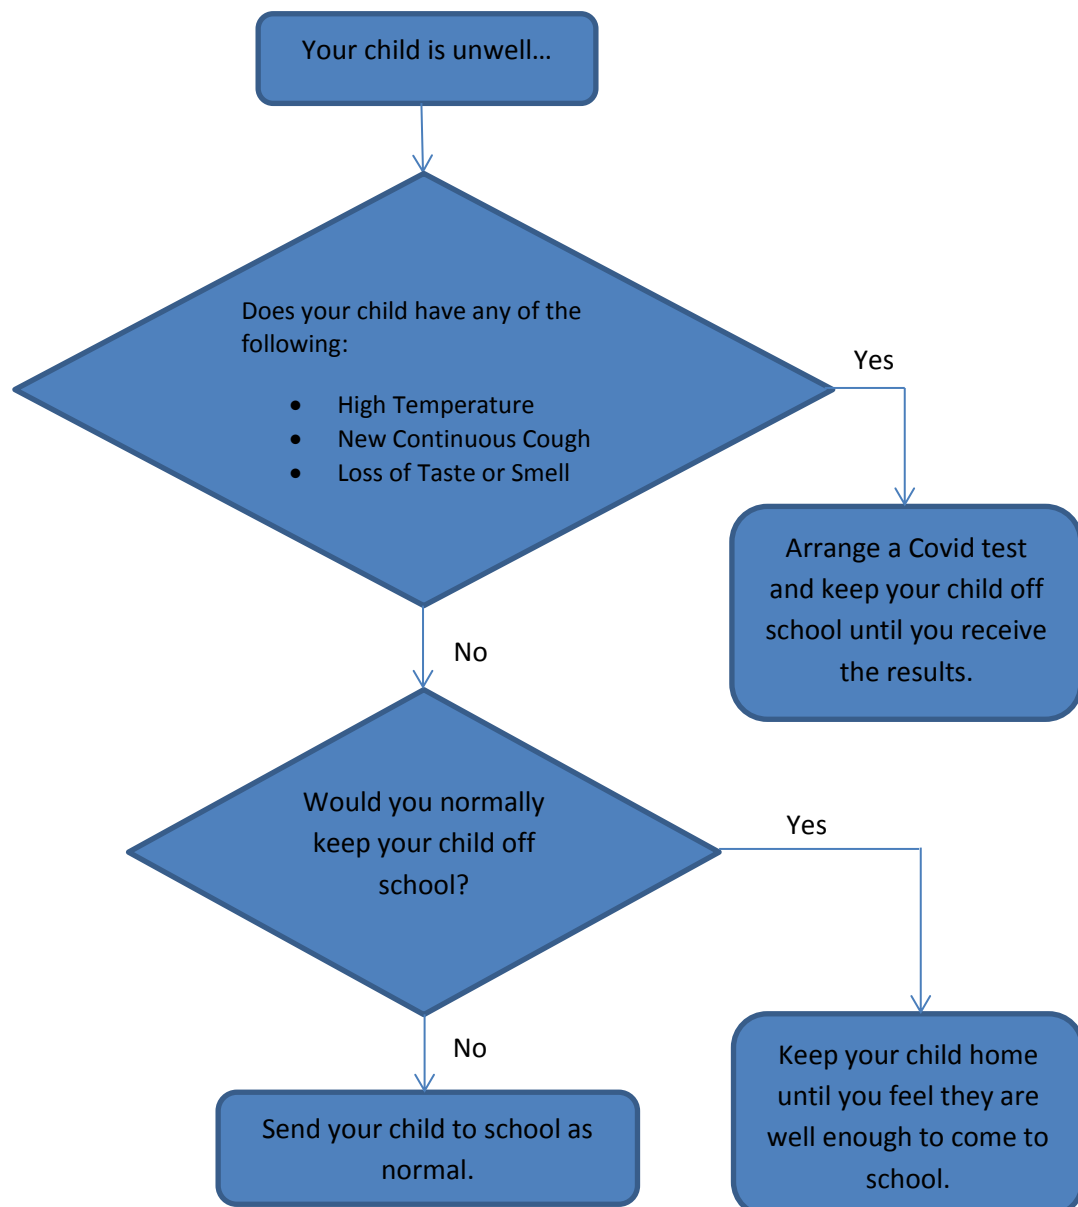 Your child is unwell…
Does your child have any of the
following:
• High Temperature
• New Continuous Cough
• Loss of Taste or Smell
Yes
Arrange a Covid test
and keep your child off
school until you receive
the results.
No
Would you normally
keep your child off
school?
Yes
Keep your child home
until you feel they are
well enough to come to
school.
No
Send your child to school as
normal.